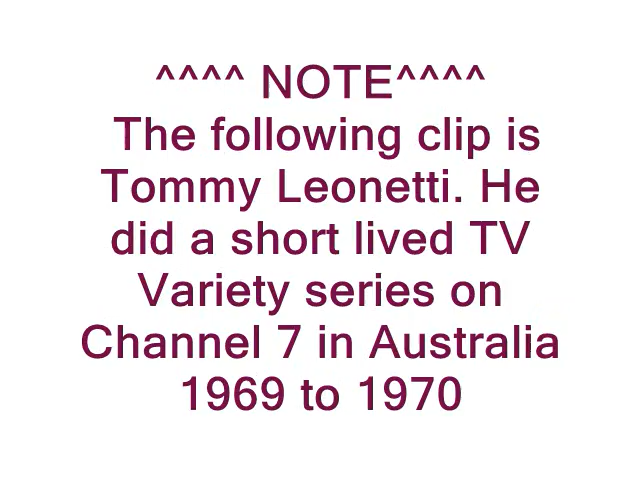 ^^^^ NOTE^^^^
The following clip is
Tommy Leonetti. He
did a short lived TV
Variety series on
Channel 7 in Australia
1969 to 1970